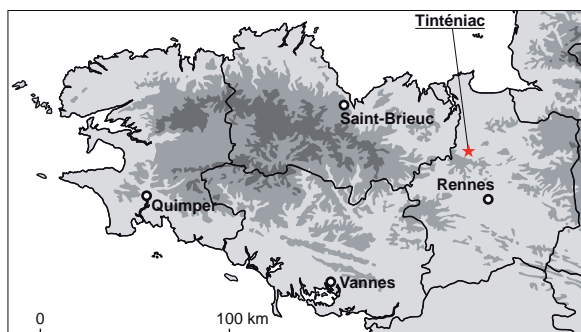 Tinténiac
Saint-Brieuc
Rennes
Quimper
Vannes
0 100 km